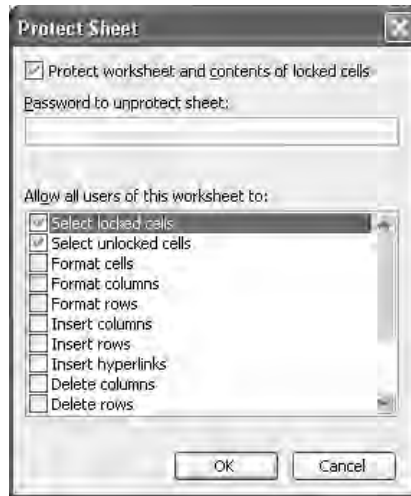 Protect Sheet
Protect worksheet and contents of locked cells
Password to unprotect sheet:
Allow all users of this worksheet to:
Select locked cells
Select unlocked cells
Format cells
Format columns
Format rows
Insert columns
Insert rows
Insert hyperlinks
Delete columns
Delete rows
OK Cancel